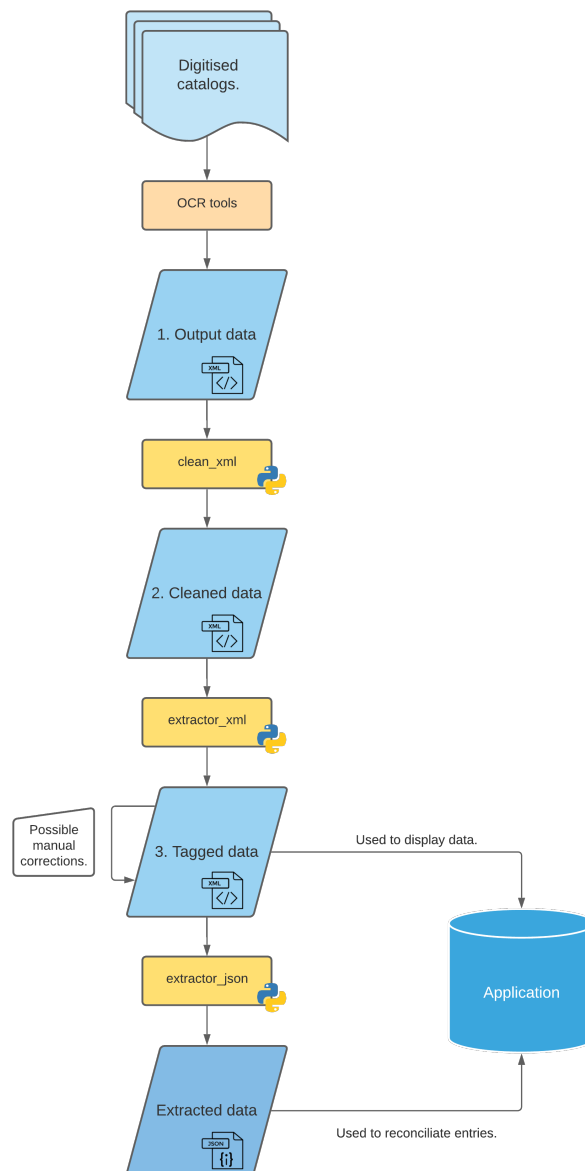 Digitised
catalogs.
OCR tools
1. Output data
XML
</>
clean_xml
2. Cleaned data
XML
</>
extractor_xml
Possible
manual
corrections.
3. Tagged data
XML
</>
Used to display data.
extractor_json
Application
Extracted data
JSON
{i}
Used to reconciliate entries.